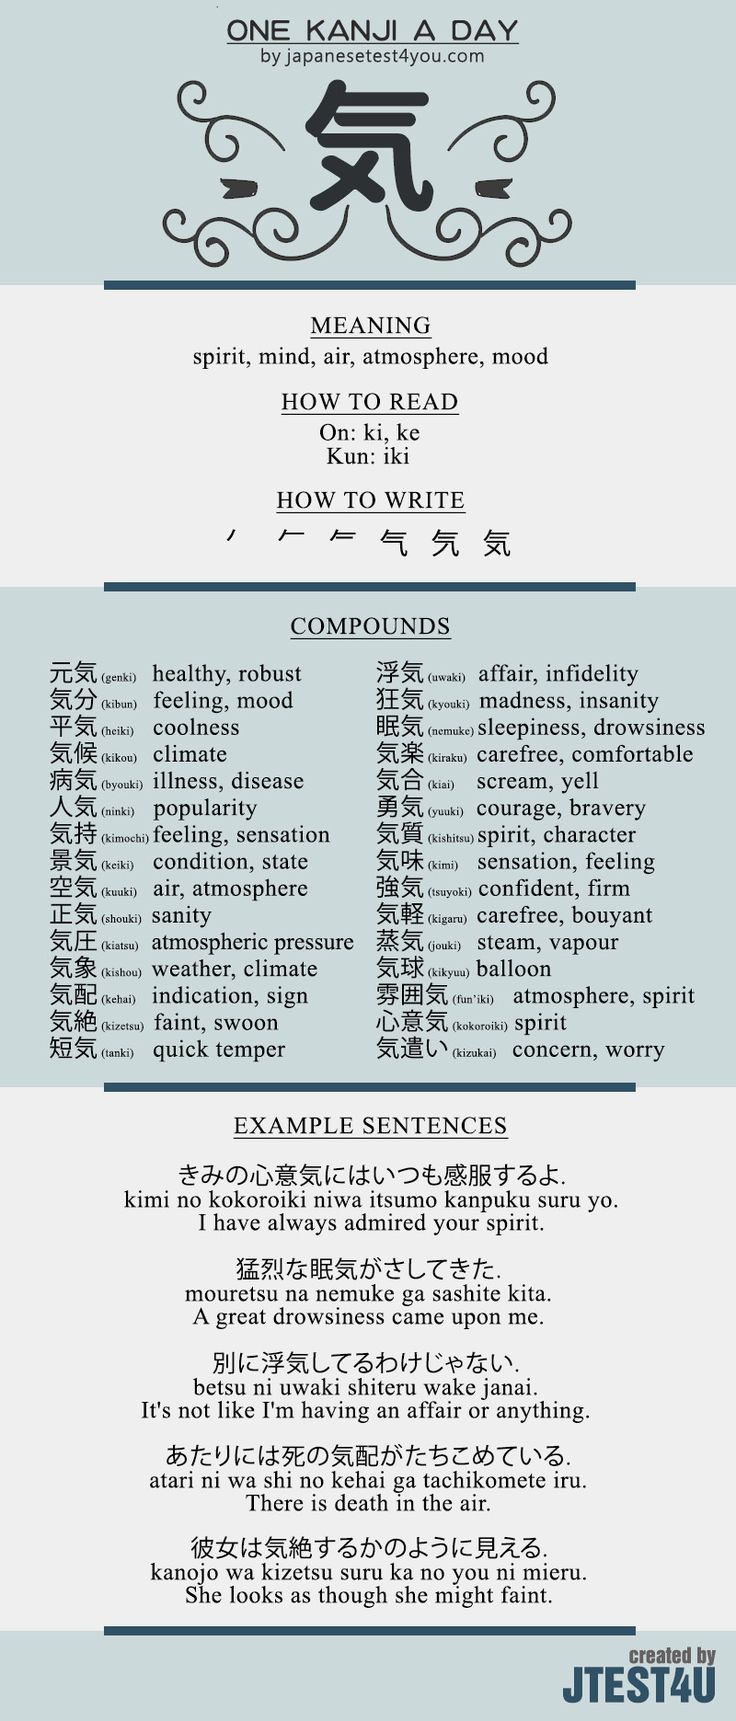 ONE KANJI A DAY
by japanesetest4you.com
気
MEANING
spirit, mind, air, atmosphere, mood
HOW TO READ
On: ki, ke
Kun: iki
HOW TO WRITE
丿 𠂉 气 気
COMPOUNDS
元気 (genki) healthy, robust
気分 (kibun) feeling, mood
平気 (heiki) coolness
気候 (kikou) climate
病気 (byouki) illness, disease
人気 (ninki) popularity
気持 (kimochi) feeling, sensation
景気 (keiki) condition, state
空気 (kuuki) air, atmosphere
正気 (shouki) sanity
気圧 (kiatsu) atmospheric pressure
気象 (kishou) weather, climate
気配 (kehai) indication, sign
気絶 (kizetsu) faint, swoon
短気 (tanki) quick temper
浮気 (uwaki) affair, infidelity
狂気 (kyouki) madness, insanity
眠気 (nemuke) sleepiness, drowsiness
気楽 (kiraku) carefree, comfortable
気合 (kiai) scream, yell
勇気 (yuuki) courage, bravery
気質 (kishitsu) spirit, character
気味 (kimi) sensation, feeling
強気 (tsuyoki) confident, firm
気軽 (kigaru) carefree, bouyant
蒸気 (jouki) steam, vapour
気球 (kikyuu) balloon
雰囲気 (fun'iki) atmosphere, spirit
心意気 (kokoroiki) spirit
気遣い (kizukai) concern, worry
EXAMPLE SENTENCES
きみの心意気にはいつも感服するよ.
kimi no kokoroiki niwa itsumo kanpuku suru yo.
I have always admired your spirit.
猛烈な眠気がさしてきた.
mouretsu na nemuke ga sashite kita.
A great drowsiness came upon me.
別に浮気してるわけじゃない.
betsu ni uwaki shiteru wake janai.
It's not like I'm having an affair or anything.
あたりには死の気配がたちこめている.
atari ni wa shi no kehai ga tachikomete iru.
There is death in the air.
彼女は気絶するかのように見える.
kanojo wa kizetsu suru ka no you ni mieru.
She looks as though she might faint.
created by
JTEST4U